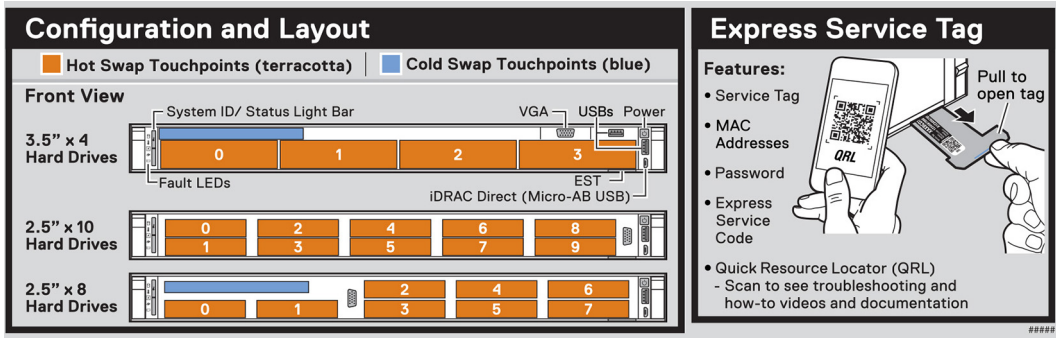 Configuration and Layout
Hot Swap Touchpoints (terracotta)
Cold Swap Touchpoints (blue)
Front View
System ID/ Status Light Bar
VGA
USBs
Power
3.5” x 4
Hard Drives
0
1
2
3
Fault LEDs
EST
iDRAC Direct (Micro-AB USB)
2.5” x 10
Hard Drives
0
2
4
6
8
1
3
5
7
9
2.5” x 8
Hard Drives
2
4
6
0
1
3
5
7
Express Service Tag
Features:
• Service Tag
• MAC
Addresses
• Password
• Express
Service
Code
• Quick Resource Locator (QRL)
- Scan to see troubleshooting and
how-to videos and documentation
QRL
Pull to
open tag
#####